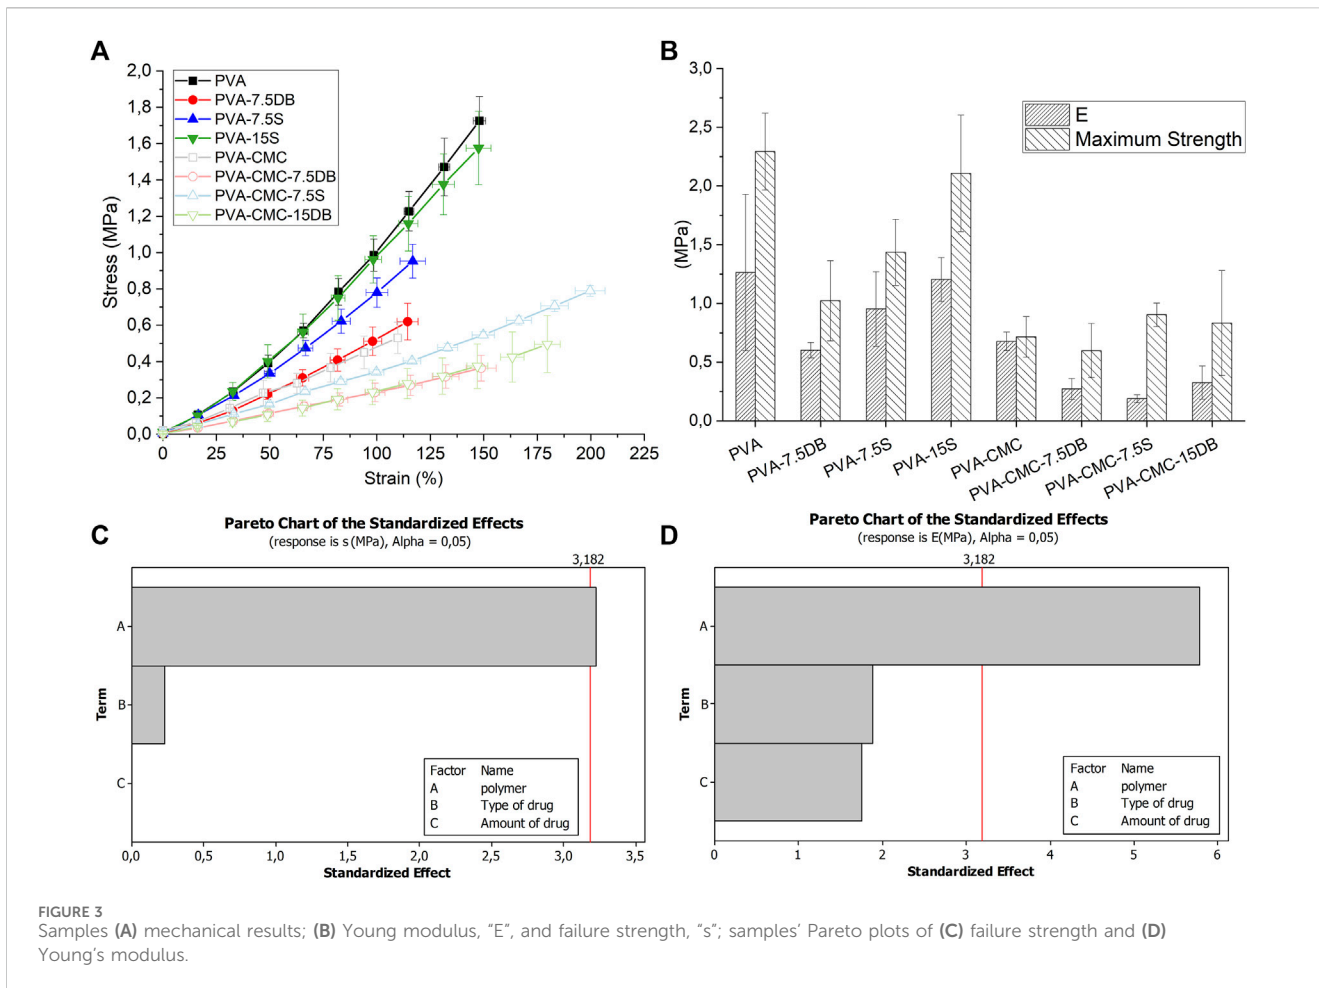 A
2,0
1,8
1,6
1,4
1,2
1,0
0,8
0,6
0,4
0,2
0,0
Stress (MPa)
PVA
PVA-7.5DB
PVA-7.5S
PVA-15S
PVA-CMC
PVA-CMC-7.5DB
PVA-CMC-7.5S
PVA-CMC-15DB
0 25 50 75 100 125 150 175 200 225
Strain (%)
B
3,0
2,5
2,0
1,5
1,0
0,5
0,0
(MPa)
E
Maximum Strength
PVA
PVA-7.5DB
PVA-7.5S
PVA-15S
PVA-CMC
PVA-CMC-7.5DB
PVA-CMC-7.5S
PVA-CMC-15DB
C
Pareto Chart of the Standardized Effects
(response is s(MPa), Alpha = 0,05)
3,182
A
B
C
Term
Factor Name
A polymer
B Type of drug
C Amount of drug
0,0 0,5 1,0 1,5 2,0 2,5 3,0 3,5
Standardized Effect
D
Pareto Chart of the Standardized Effects
(response is E(MPa), Alpha = 0,05)
3,182
A
B
C
Term
Factor Name
A polymer
B Type of drug
C Amount of drug
0 1 2 3 4 5 6
Standardized Effect
FIGURE 3
Samples (A) mechanical results; (B) Young modulus, "E", and failure strength, "s"; samples' Pareto plots of (C) failure strength and (D)
Young's modulus.